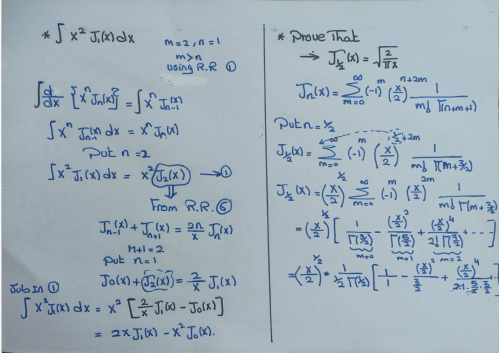 * ∫ x² J₁(x) dx
m=2, n=1
m>n
using R.R ①
∫ d/dx {xⁿ Jₙ(x)} = ∫ xⁿ Jₙ₋₁(x)
∫ xⁿ Jₙ₋₁(x) dx = xⁿ Jₙ(x)
Put n=2
∫ x² J₁(x) dx = x² J₂(x) → ①
From R.R. ⑤
Jₙ₋₁(x) + Jₙ₊₁(x) = 2n/x Jₙ(x)
n+1=2
Put n=1
J₀(x) + J₂(x) = 2/x J₁(x)
Sub in ①
∫ x² J₁(x) dx = x² [2/x J₁(x) - J₀(x)]
= 2x J₁(x) - x² J₀(x).
* Prove That
→ J½(x) = √(2/πx)
Jₙ(x) = Σ_{m=0}^{∞} (-1)^m (x/2)^{n+2m} 1/(m! Γ(n+m+1))
Put n=½
J½(x) = Σ_{m=0}^{∞} (-1)^m (x/2)^{½+2m} 1/(m! Γ(m+3/2))
J½(x) = (x/2)^{½} Σ_{m=0}^{∞} (-1)^m (x/2)^{2m} 1/(m! Γ(m+3/2))
= (x/2)^{½} [1/Γ(3/2) - (x/2)²/Γ(5/2) + (x/2)⁴/(2! Γ(7/2)) + ---]
m=0 m=1 m=2
= (x/2)^{½} * 1/(½ Γ(½)) [1/1 - (x/2)²/(3/2) + (x/2)⁴/(2·1·5/2·3/2)